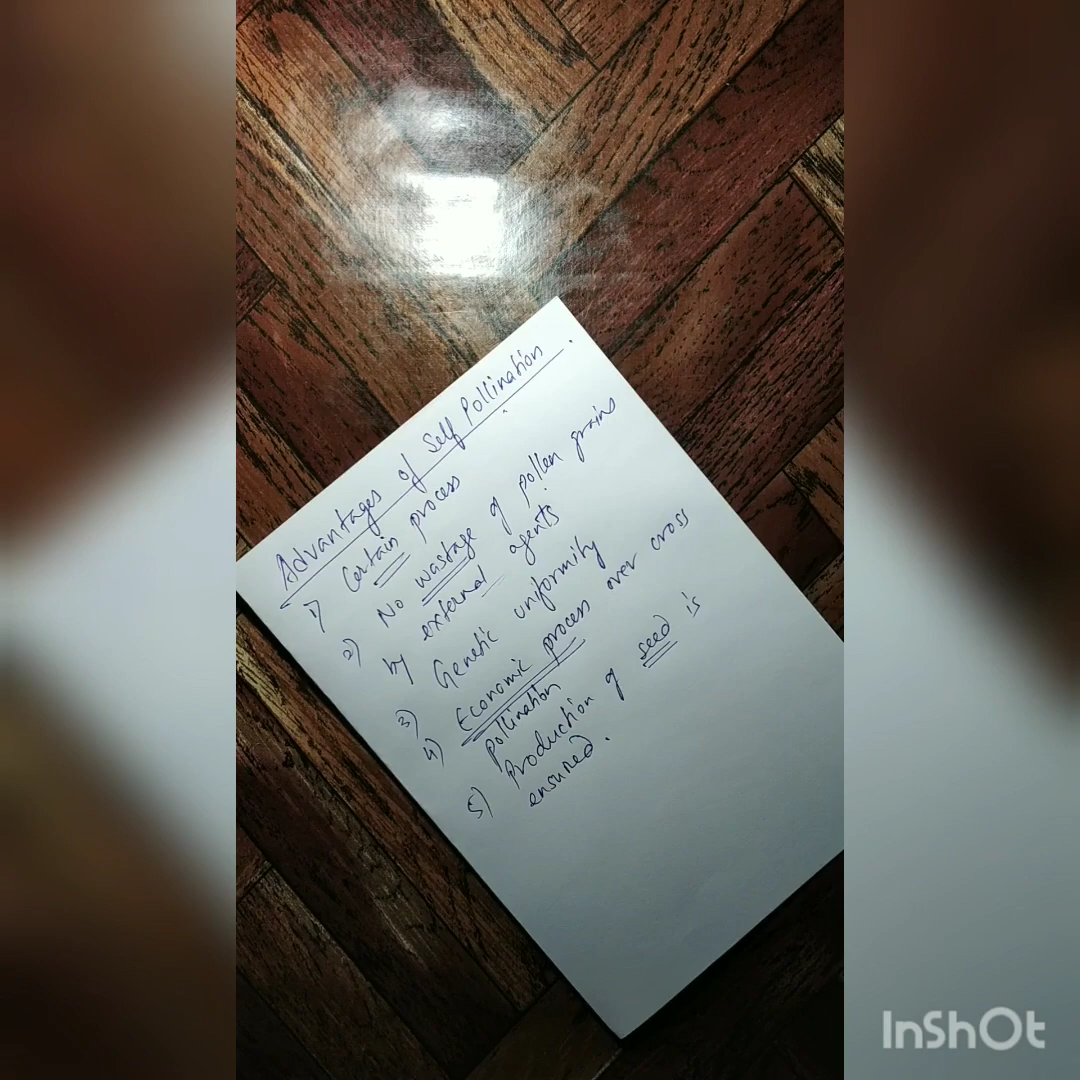 Advantages of Self Pollination.
1) Certain process
2) No wastage of pollen grains
by external agents
3) Genetic uniformity
4) Economic process over cross
pollination
5) Production of seed is
ensured.
InShOt